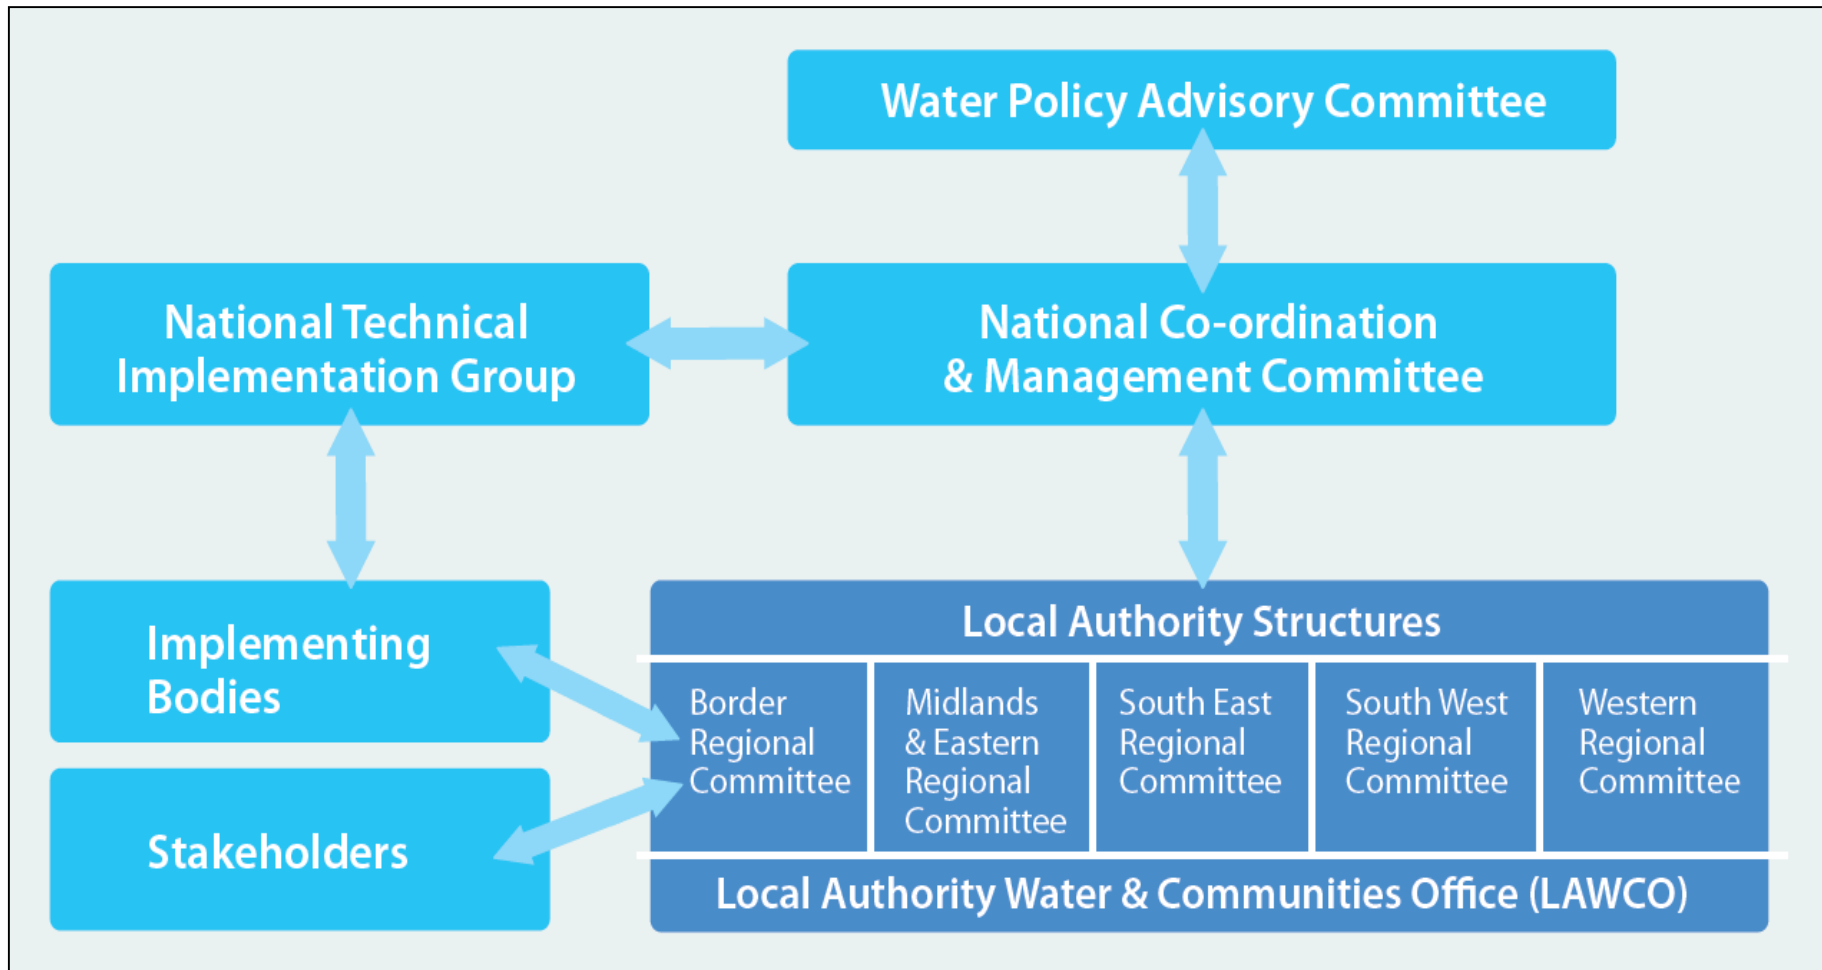 Water Policy Advisory Committee
National Technical
Implementation Group
National Co-ordination
& Management Committee
Implementing
Bodies
Stakeholders
Local Authority Structures
Border
Regional
Committee
Midlands
& Eastern
Regional
Committee
South East
Regional
Committee
South West
Regional
Committee
Western
Regional
Committee
Local Authority Water & Communities Office (LAWCO)